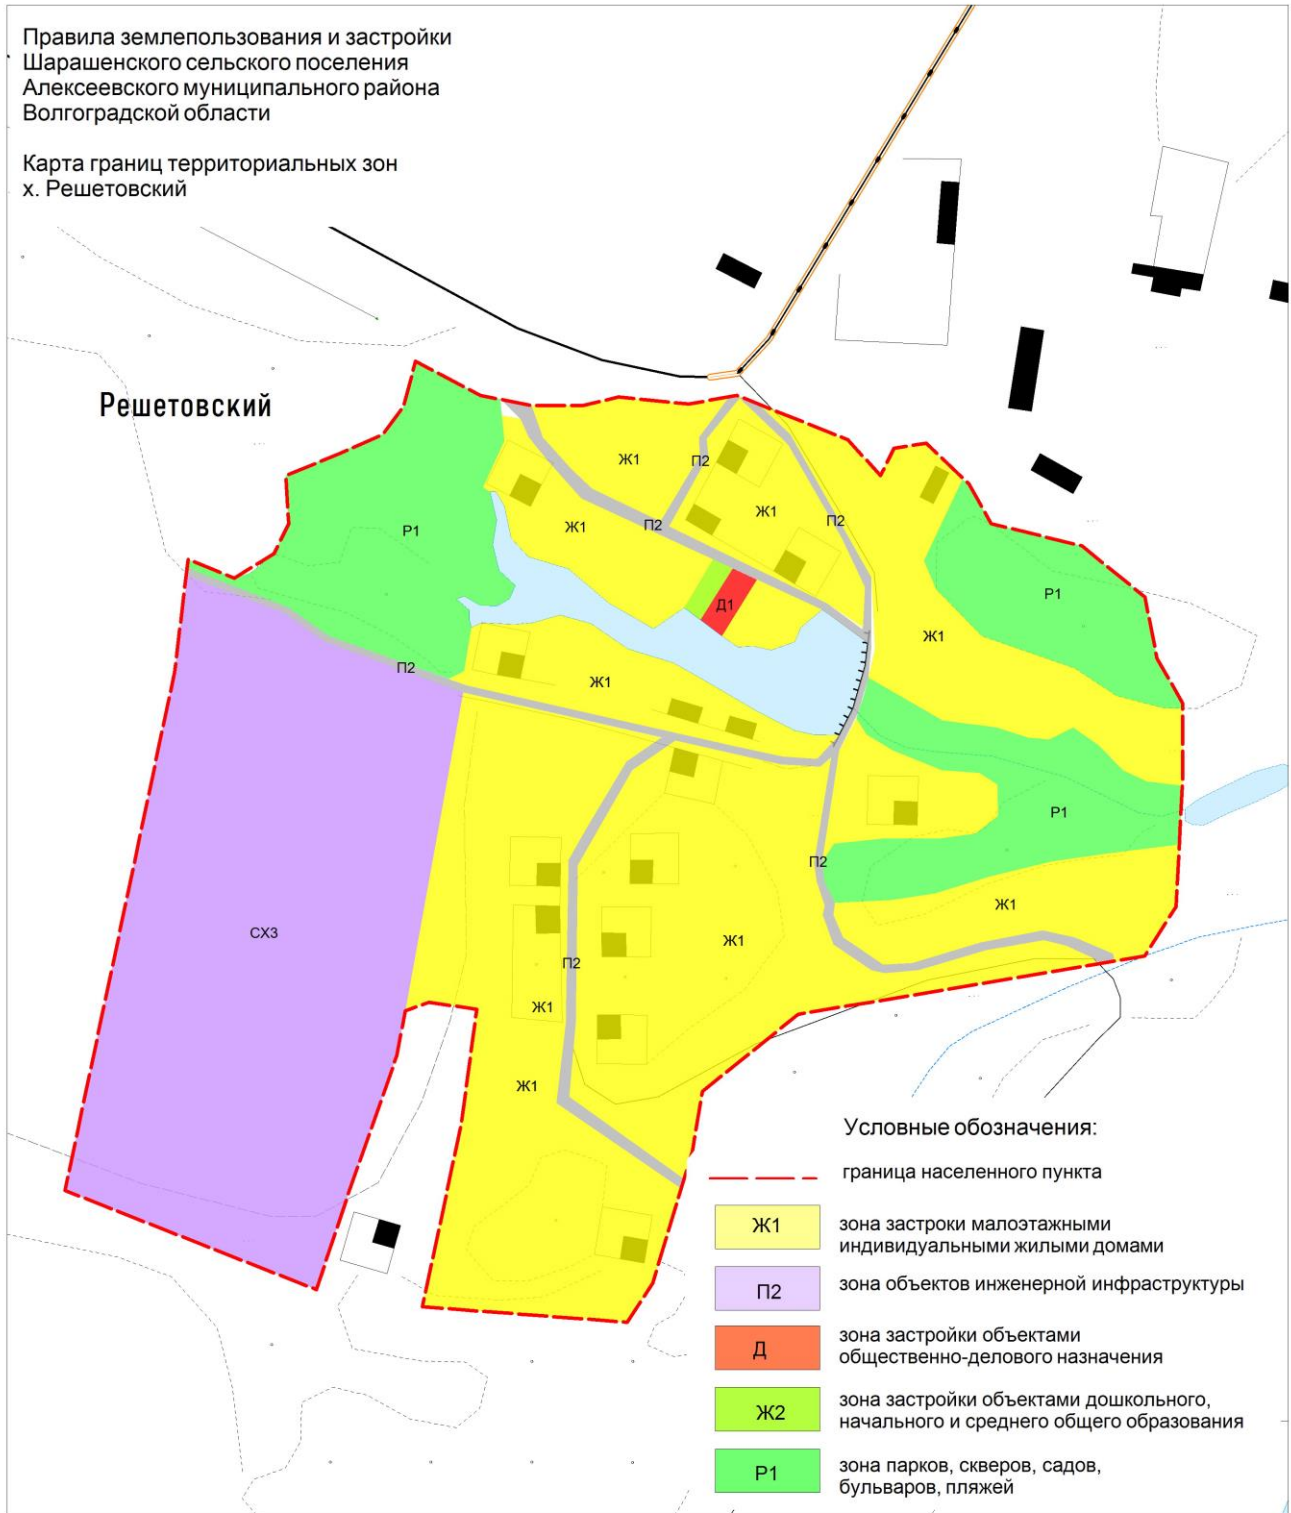 Правила землепользования и застройки
Шарашенского сельского поселения
Алексеевского муниципального района
Волгоградской области
Карта границ территориальных зон
х. Решетовский
Решетовский
Ж1
П2
Р1
Ж1
П2
Ж1
П2
Р1
Д1
Ж1
П2
Ж1
Р1
П2
Ж1
СХ3
Ж1
П2
Ж1
Ж1
Условные обозначения:
граница населенного пункта
Ж1
зона застроки малоэтажными
индивидуальными жилыми домами
П2
зона объектов инженерной инфраструктуры
Д
зона застройки объектами
общественно-делового назначения
Ж2
зона застройки объектами дошкольного,
начального и среднего общего образования
Р1
зона парков, скверов, садов,
бульваров, пляжей